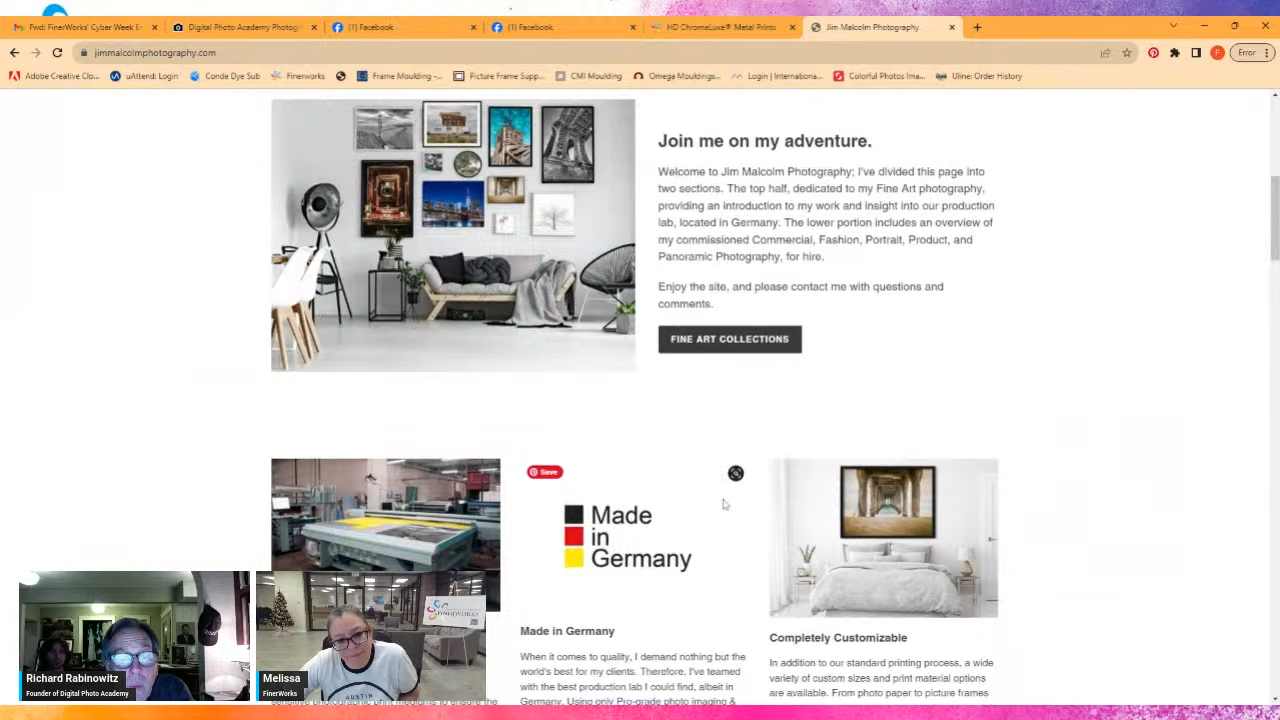 Fwd: FinerWorks' Cyber Week E
Digital Photo Academy Photog
(1) Facebook
(1) Facebook
HD ChromaLuxe® Metal Prints
Jim Malcolm Photography
jimmalcolmphotography.com
F
Error
Adobe Creative Clo...
uAttend: Login
Conde Dye Sub
Finerworks
Frame Moulding -...
Picture Frame Supp...
CMI Moulding
Omega Mouldings...
Login | Internationa...
Colorful Photos Ima...
Uline: Order History
Join me on my adventure.
Welcome to Jim Malcolm Photography; I've divided this page into
two sections. The top half, dedicated to my Fine Art photography,
providing an introduction to my work and insight into our production
lab, located in Germany. The lower portion includes an overview of
my commissioned Commercial, Fashion, Portrait, Product, and
Panoramic Photography, for hire.
Enjoy the site, and please contact me with questions and
comments.
FINE ART COLLECTIONS
Save
Made
in
Germany
Made in Germany
When it comes to quality, I demand nothing but the
world's best for my clients. Therefore, I've teamed
with the best production lab I could find, albeit in
Germany. Using only Pro-grade photo imaging &
Completely Customizable
In addition to our standard printing process, a wide
variety of custom sizes and print material options
are available. From photo paper to picture frames
sensitive photographic print mediums to ensure the
FINERWORKS
AUSTIN
Richard Rabinowitz
Founder of Digital Photo Academy
Melissa
FinerWorks